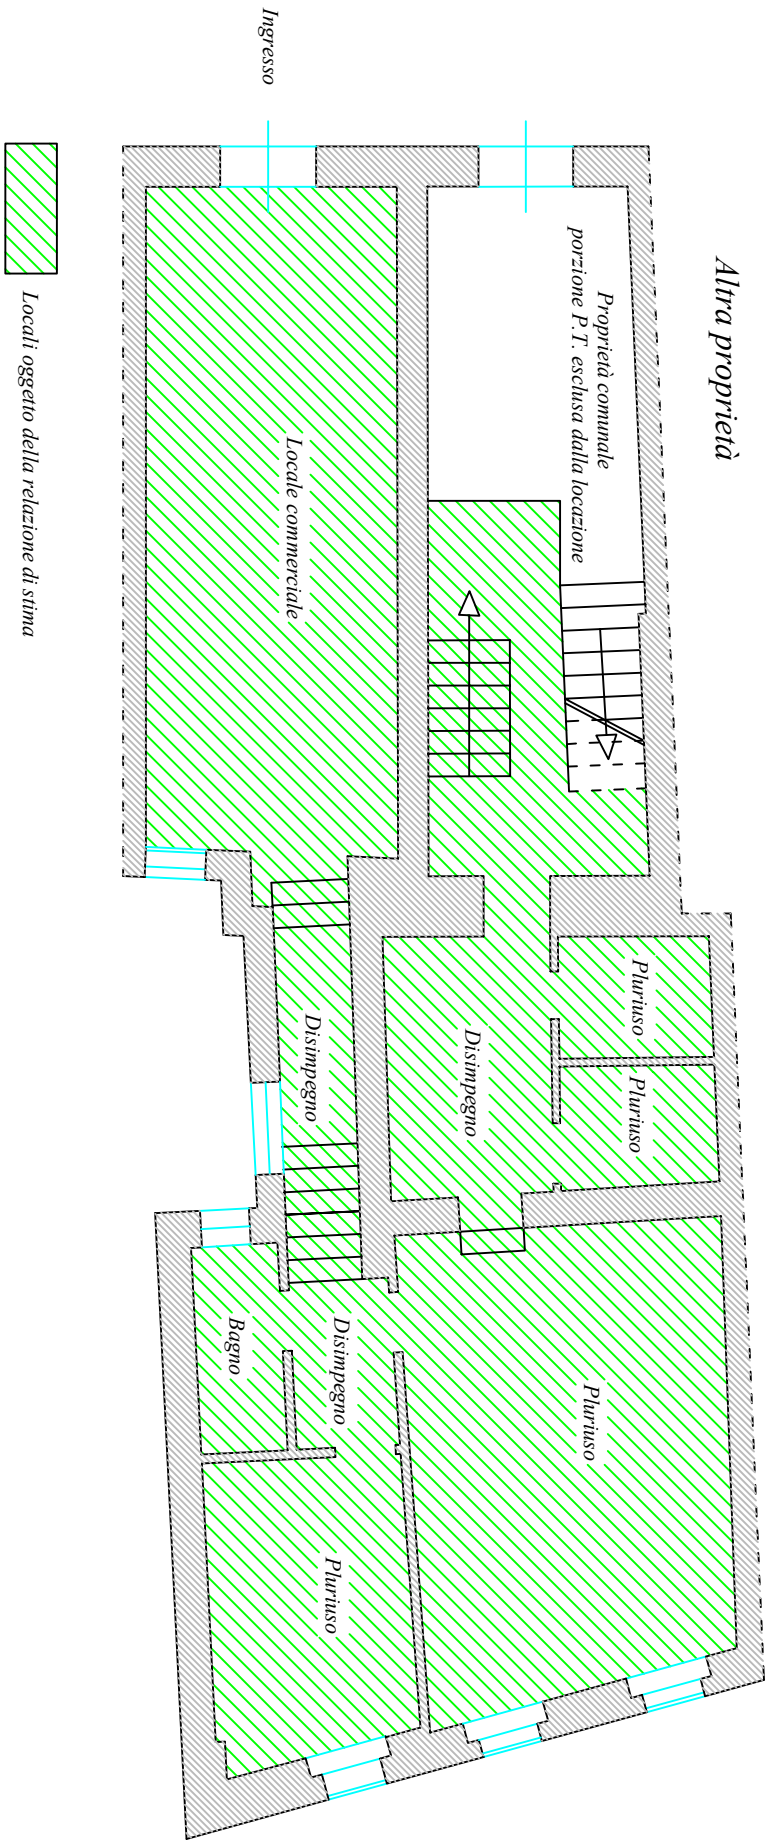 Altra proprietà
Ingresso
Proprietà comunale
porzione P.T. esclusa dalla locazione
Locale commerciale
Locali oggetto della relazione di stima
Pluriuso
Pluriuso
Disimpegno
Disimpegno
Pluriuso
Disimpegno
Bagno
Pluriuso